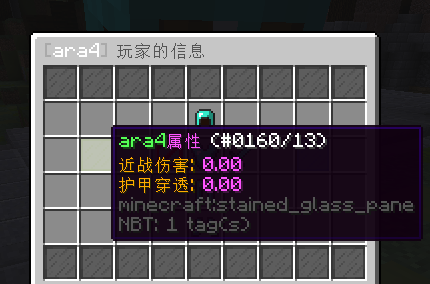 [ara4] 玩家的信息
ara4属性 (#0160/13)
近战伤害: 0.00
护甲穿透: 0.00
minecraft:stained_glass_pane
NBT: 1 tag(s)